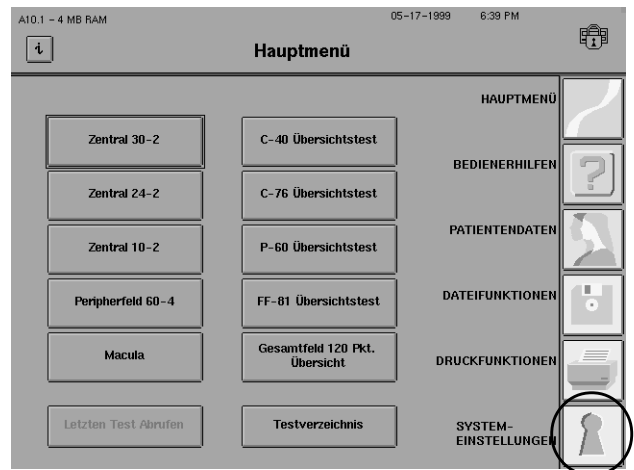 A10.1 - 4 MB RAM
05-17-1999 6:39 PM
i
Hauptmenü
HAUPTMENÜ
Zentral 30-2
C-40 Übersichtstest
BEDIENERHILFEN
?
Zentral 24-2
C-76 Übersichtstest
PATIENTENDATEN
Zentral 10-2
P-60 Übersichtstest
DATEIFUNKTIONEN
Peripherfeld 60-4
FF-81 Übersichtstest
Macula
Gesamtfeld 120 Pkt.
Übersicht
DRUCKFUNKTIONEN
Letzten Test Abrufen
Testverzeichnis
SYSTEM-
EINSTELLUNGEN